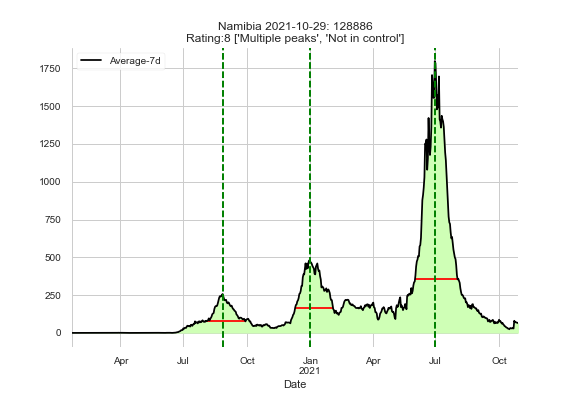 Namibia 2021-10-29: 128886
Rating:8 ['Multiple peaks', 'Not in control']
Average-7d
1750
1500
1250
1000
750
500
250
0
Apr Jul Oct Jan Apr Jul Oct
2021
Date